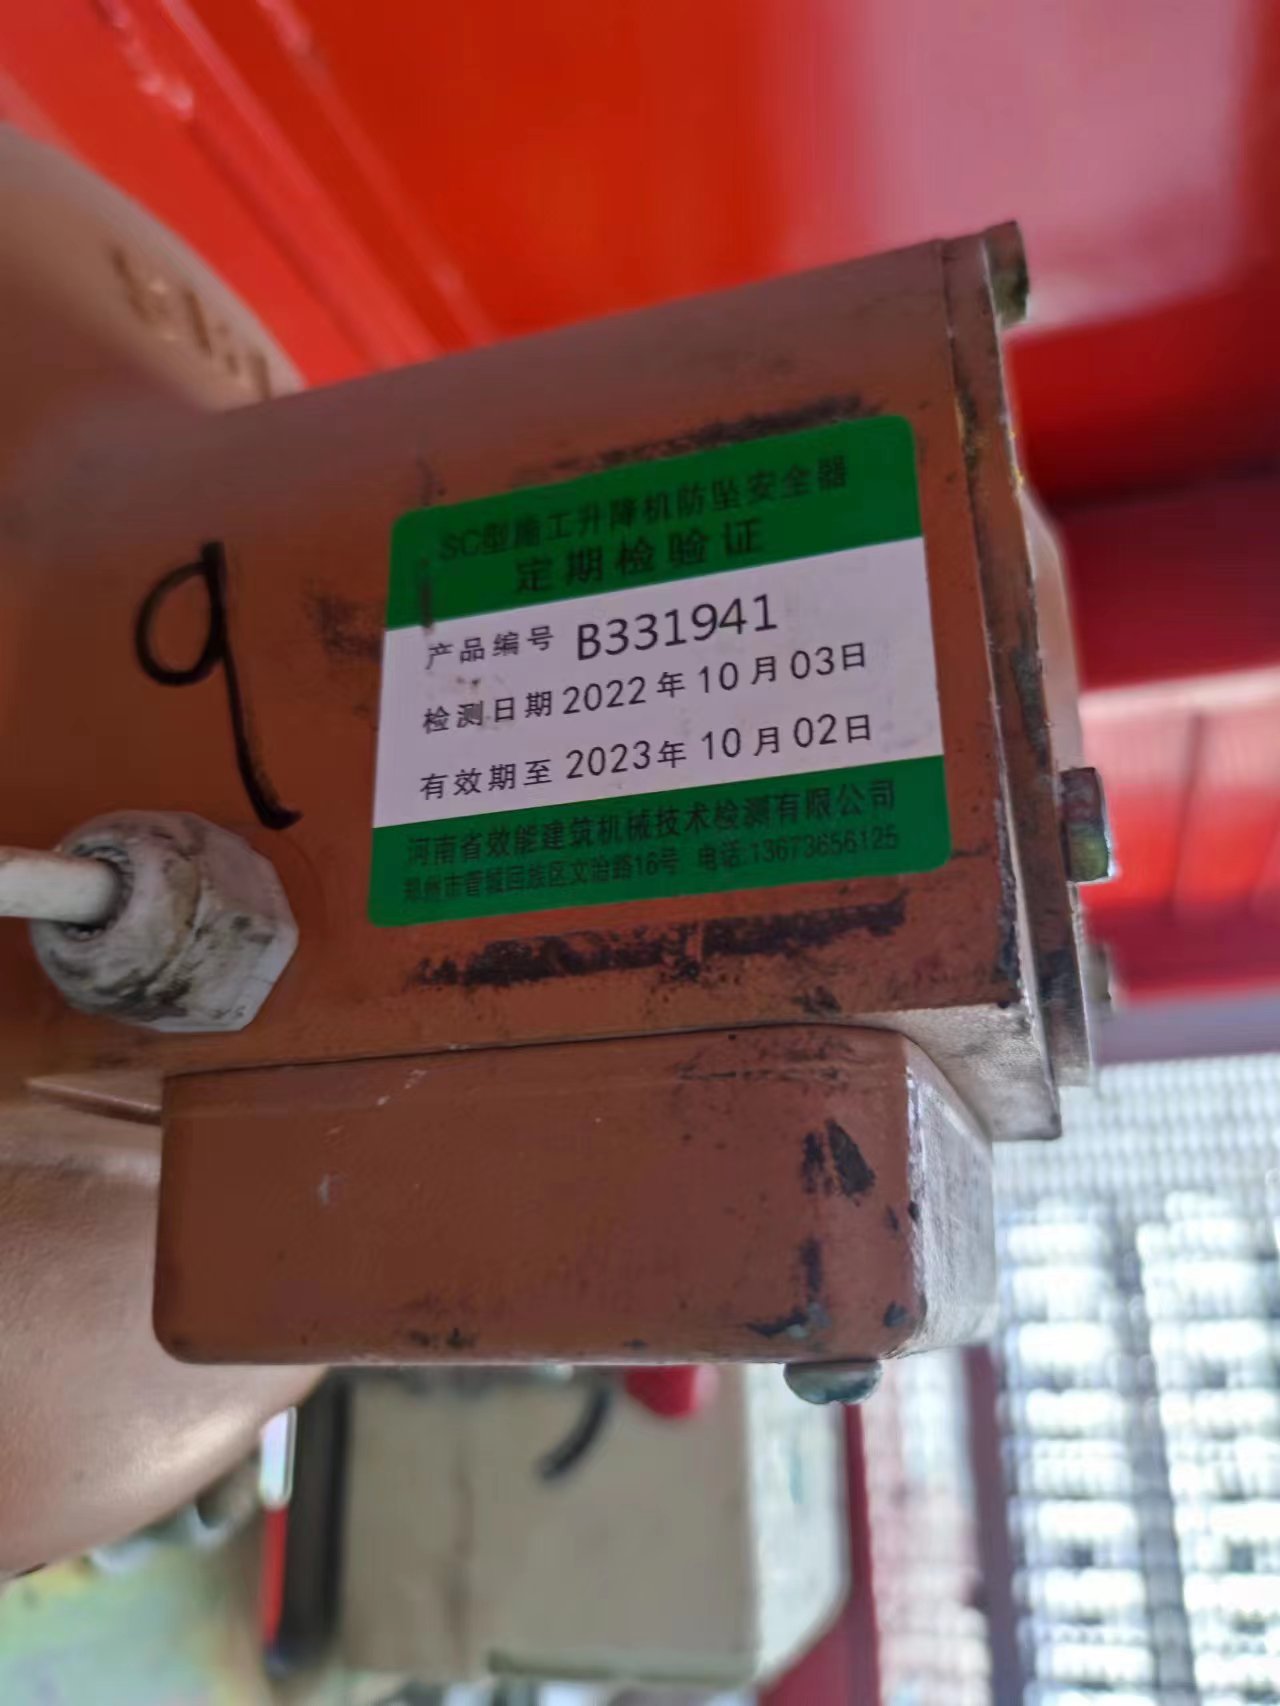 SC型施工升降机防坠安全器
定期检验证
产品编号 B331941
检测日期 2022年10月03日
有效期至 2023年10月02日
河南省效能建筑机械技术检测有限公司
郑州市管城回族区文治路16号 电话:13673656125
9